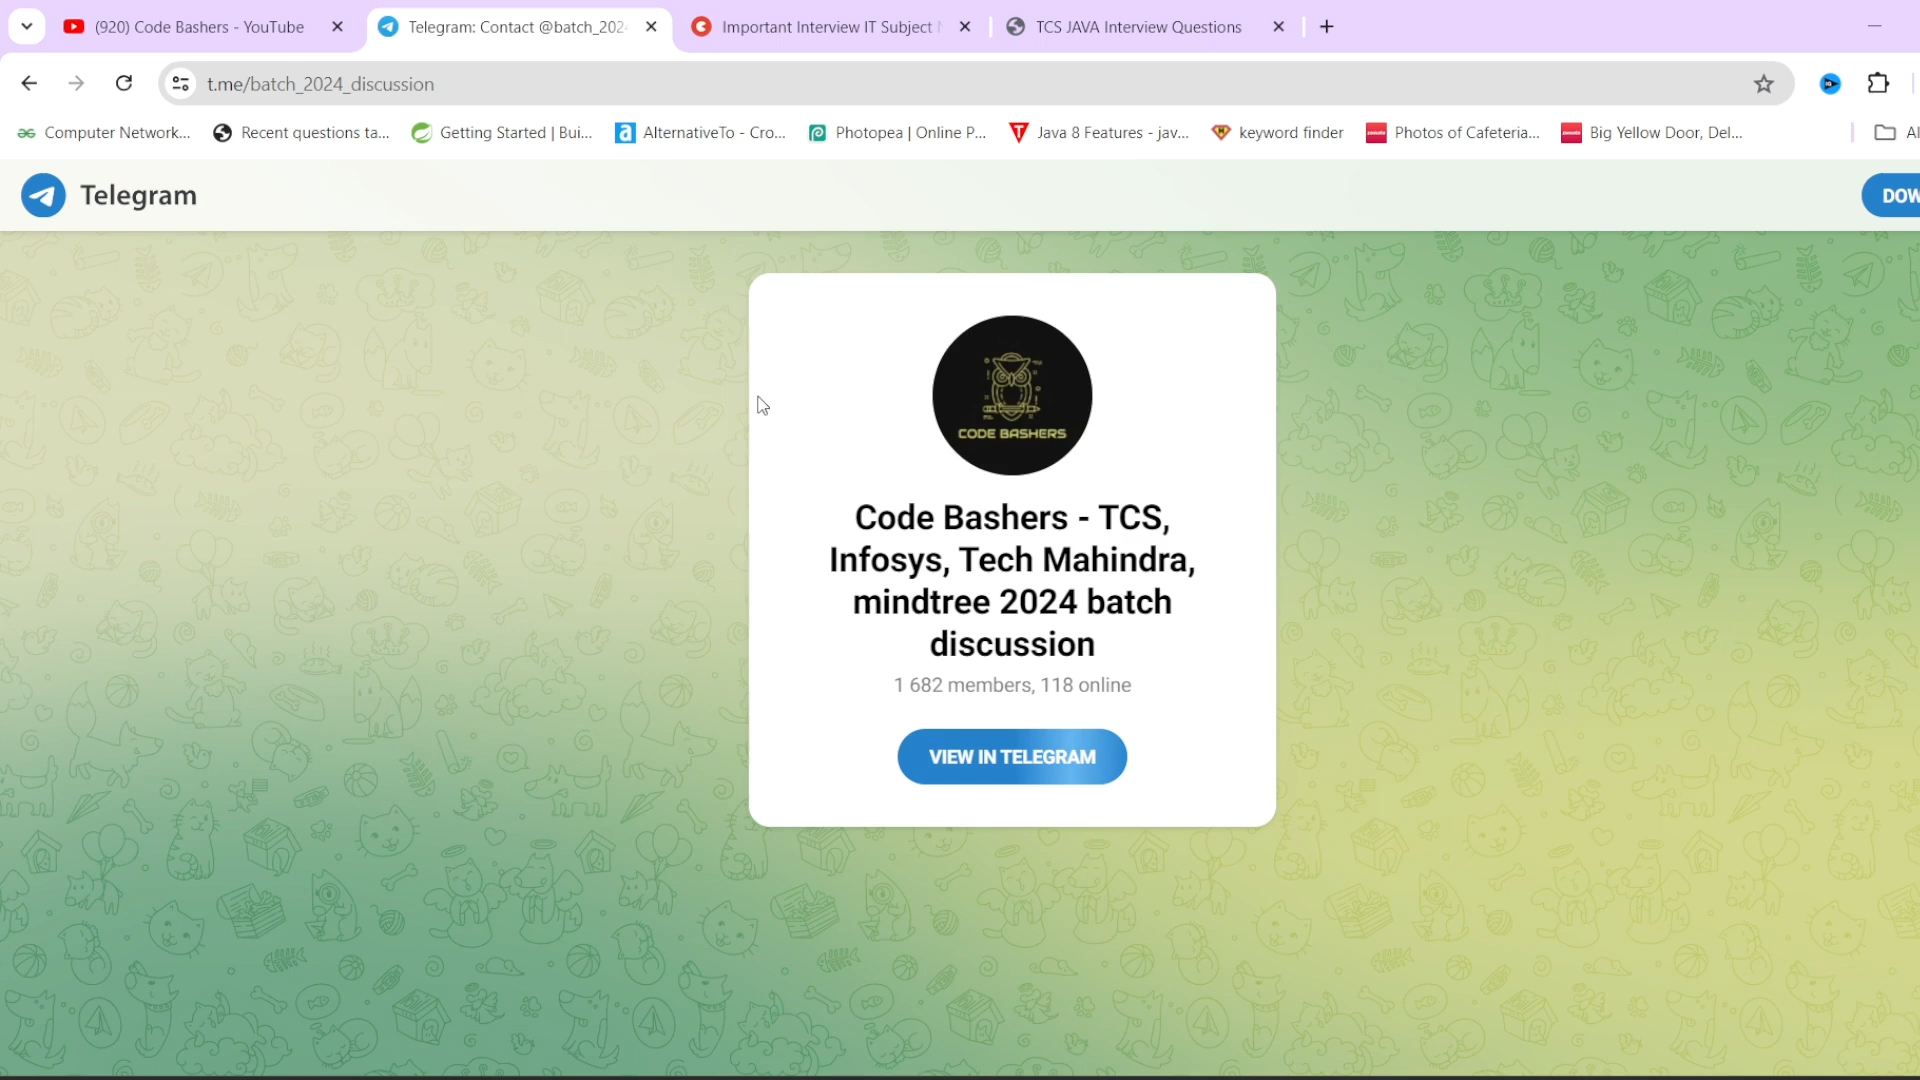 (920) Code Bashers - YouTube
Telegram: Contact @batch_202
Important Interview IT Subject
TCS JAVA Interview Questions
t.me/batch_2024_discussion
Computer Network...
Recent questions ta...
Getting Started | Bui...
AlternativeTo - Cro...
Photopea | Online P...
Java 8 Features - jav...
keyword finder
Photos of Cafeteria...
Big Yellow Door, Del...
Telegram
CODE BASHERS
Code Bashers - TCS,
Infosys, Tech Mahindra,
mindtree 2024 batch
discussion
1 682 members, 118 online
VIEW IN TELEGRAM